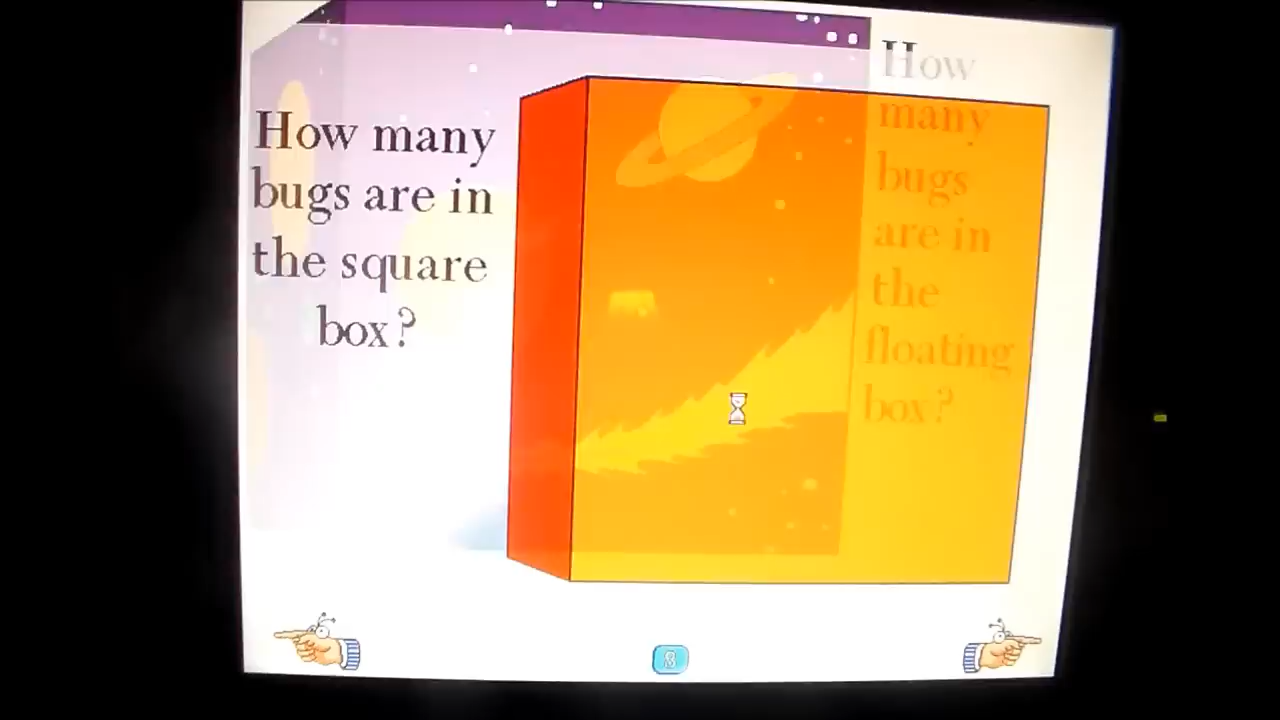 How many
bugs are in
the square
box?
How
many
bugs
are in
the
floating
box?